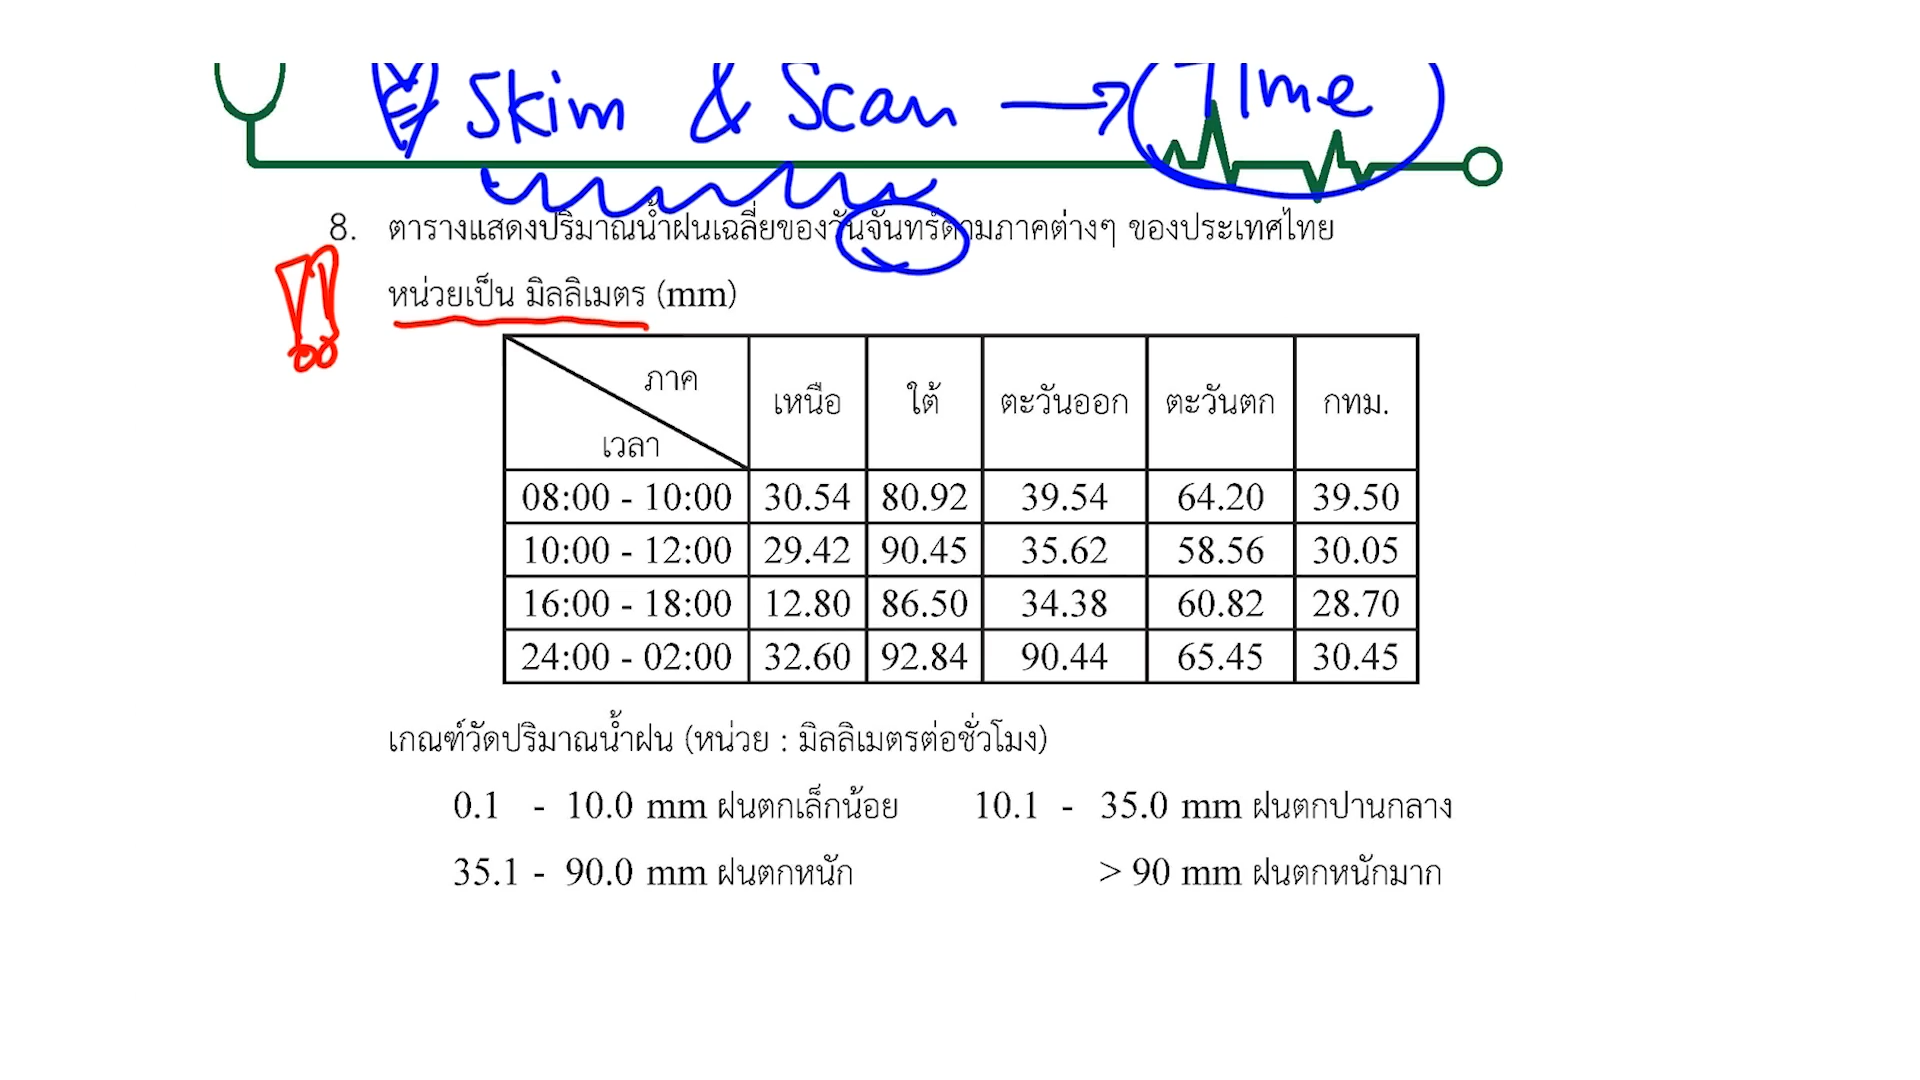 Skim & Scan → Time
8. ตารางแสดงปริมาณน้ำฝนเฉลี่ยของวันจันทร์ตามภาคต่างๆ ของประเทศไทย
หน่วยเป็น มิลลิเมตร (mm)
ภาค เหนือ ใต้ ตะวันออก ตะวันตก กทม.
เวลา
08:00 - 10:00 30.54 80.92 39.54 64.20 39.50
10:00 - 12:00 29.42 90.45 35.62 58.56 30.05
16:00 - 18:00 12.80 86.50 34.38 60.82 28.70
24:00 - 02:00 32.60 92.84 90.44 65.45 30.45
เกณฑ์วัดปริมาณน้ำฝน (หน่วย : มิลลิเมตรต่อชั่วโมง)
0.1 - 10.0 mm ฝนตกเล็กน้อย 10.1 - 35.0 mm ฝนตกปานกลาง
35.1 - 90.0 mm ฝนตกหนัก > 90 mm ฝนตกหนักมาก